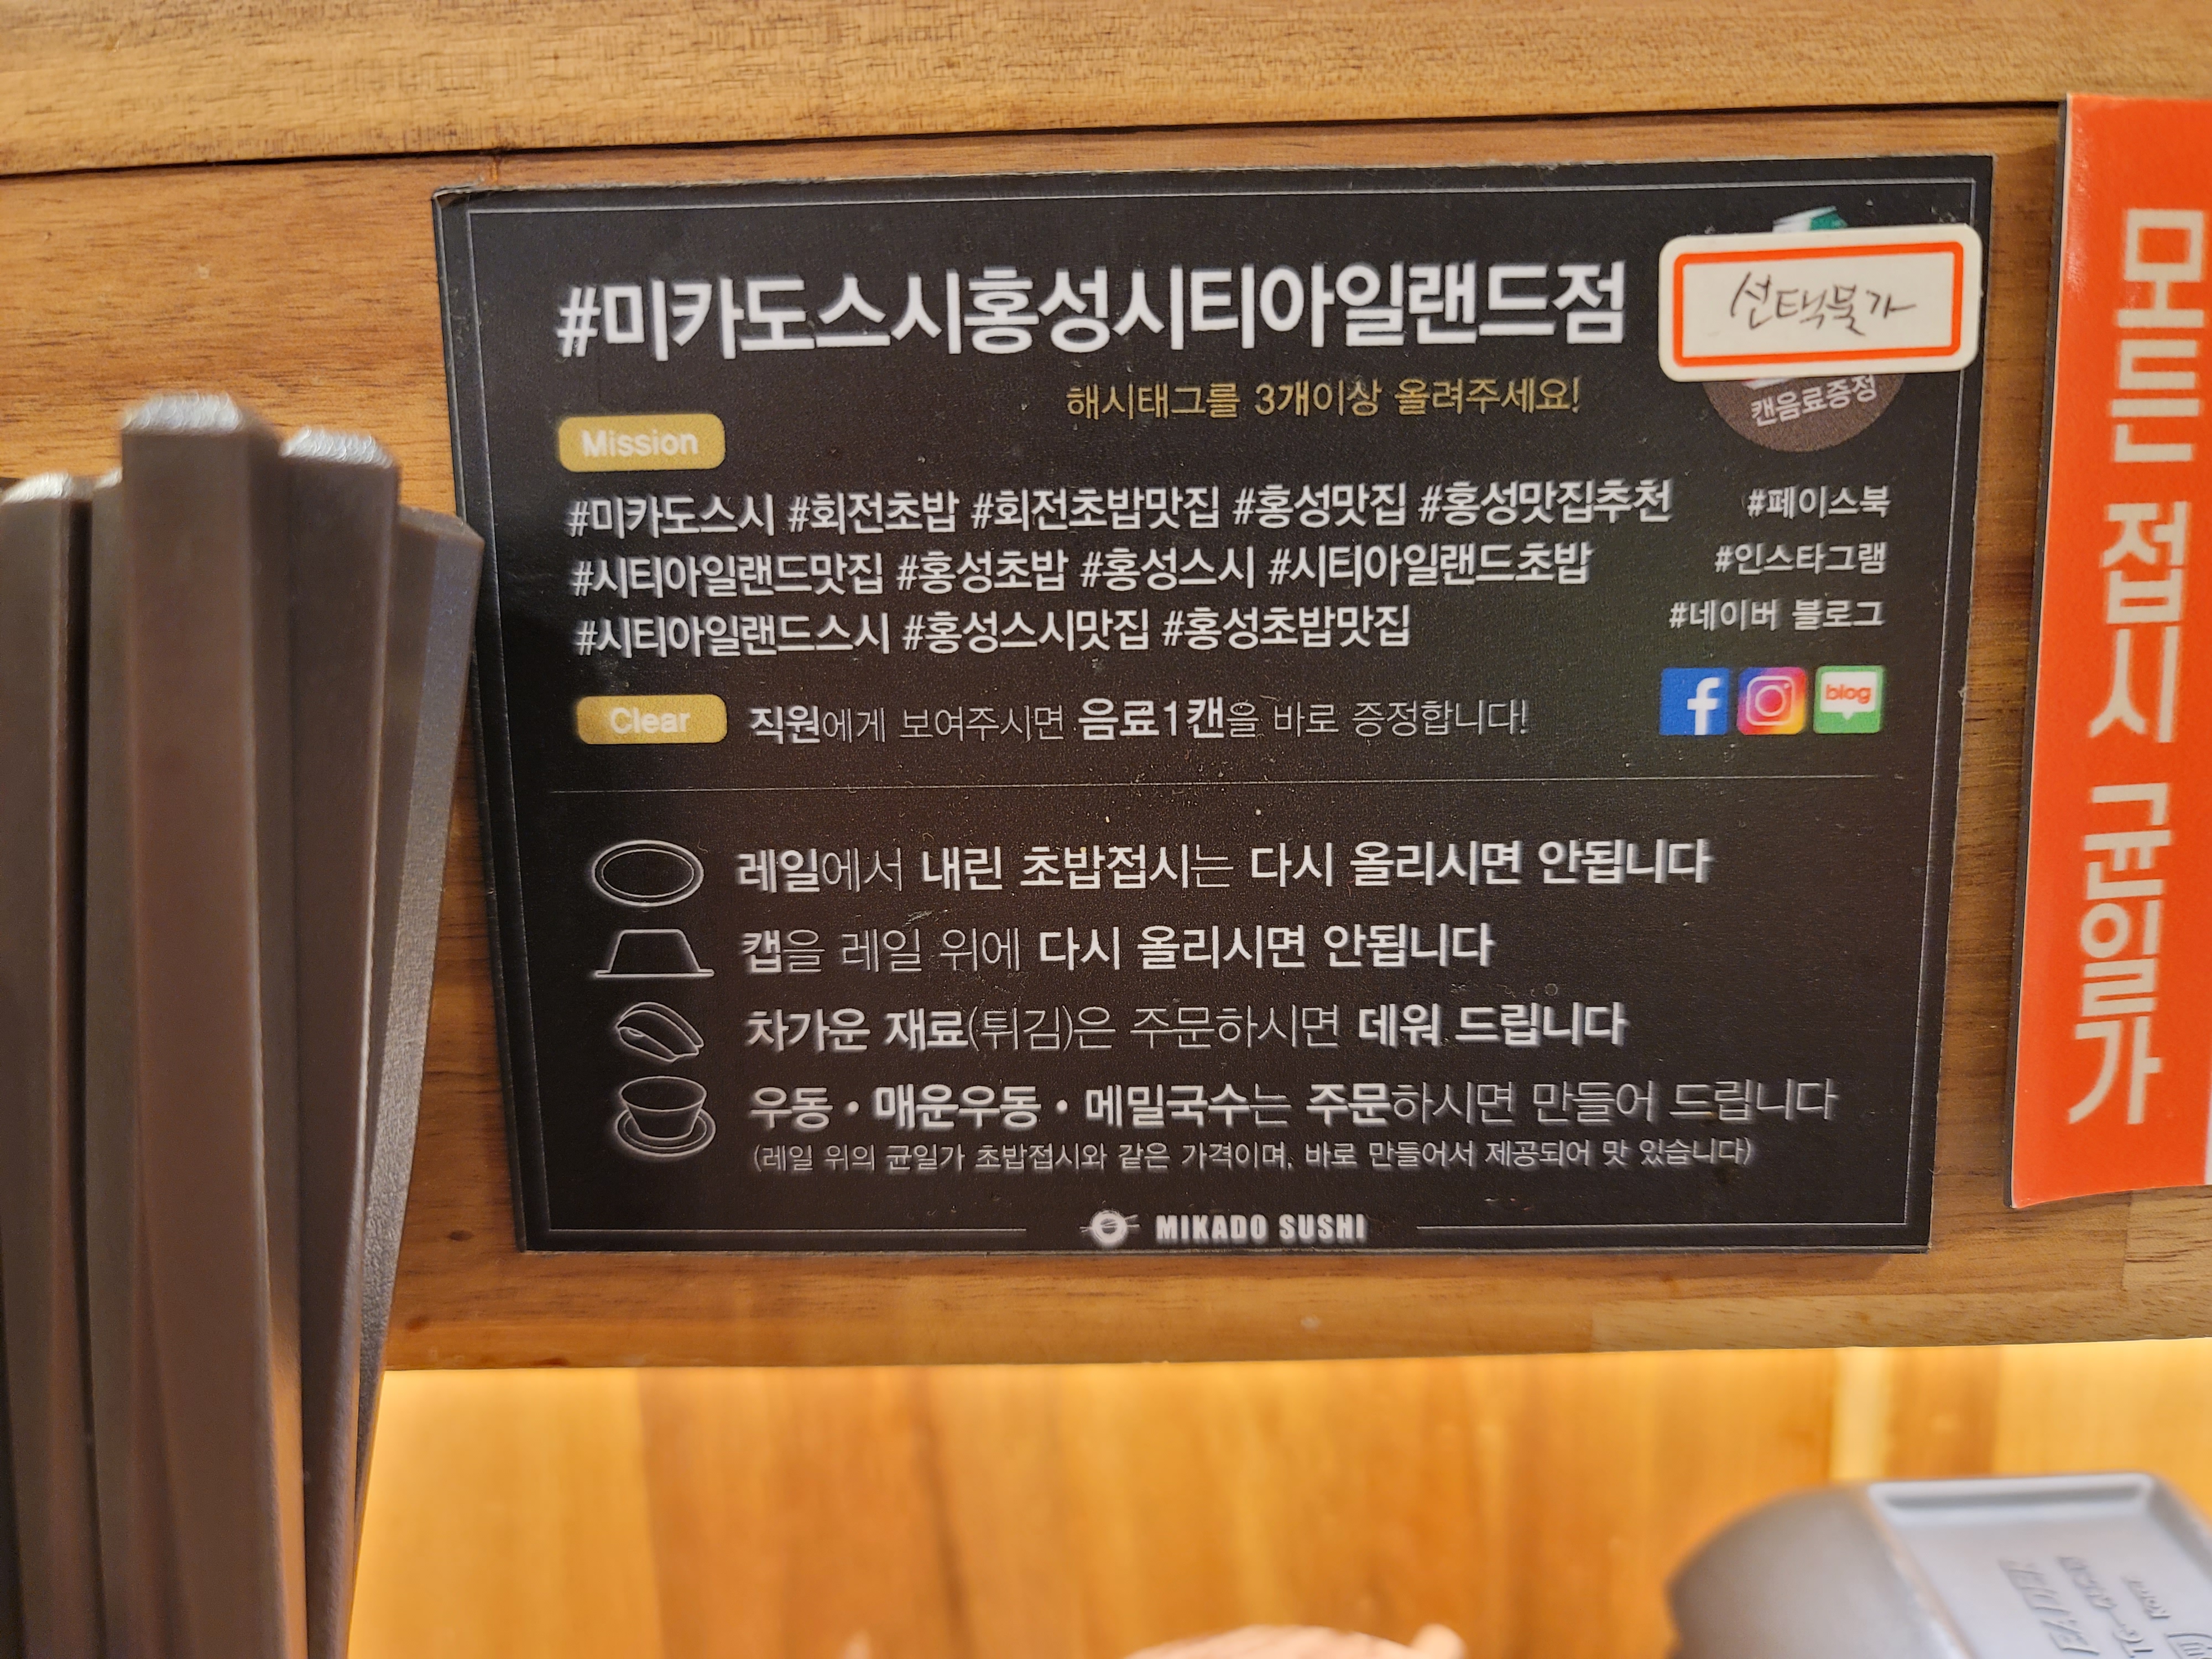 #미카도스시홍성시티아일랜드점
선택불가
캔음료증정
해시태그를 3개이상 올려주세요!
Mission
#미카도스시 #회전초밥 #회전초밥맛집 #홍성맛집 #홍성맛집추천
#시티아일랜드맛집 #홍성초밥 #홍성스시 #시티아일랜드초밥
#시티아일랜드스시 #홍성스시맛집 #홍성초밥맛집
#페이스북
#인스타그램
#네이버 블로그
f
blog
Clear 직원에게 보여주시면 음료1캔을 바로 증정합니다!
레일에서 내린 초밥접시는 다시 올리시면 안됩니다
캡을 레일 위에 다시 올리시면 안됩니다
차가운 재료(튀김)은 주문하시면 데워 드립니다
우동 • 매운우동 • 메밀국수는 주문하시면 만들어 드립니다
(레일 위의 균일가 초밥접시와 같은 가격이며, 바로 만들어서 제공되어 맛 있습니다)
MIKADO SUSHI
모든 접시 균일가